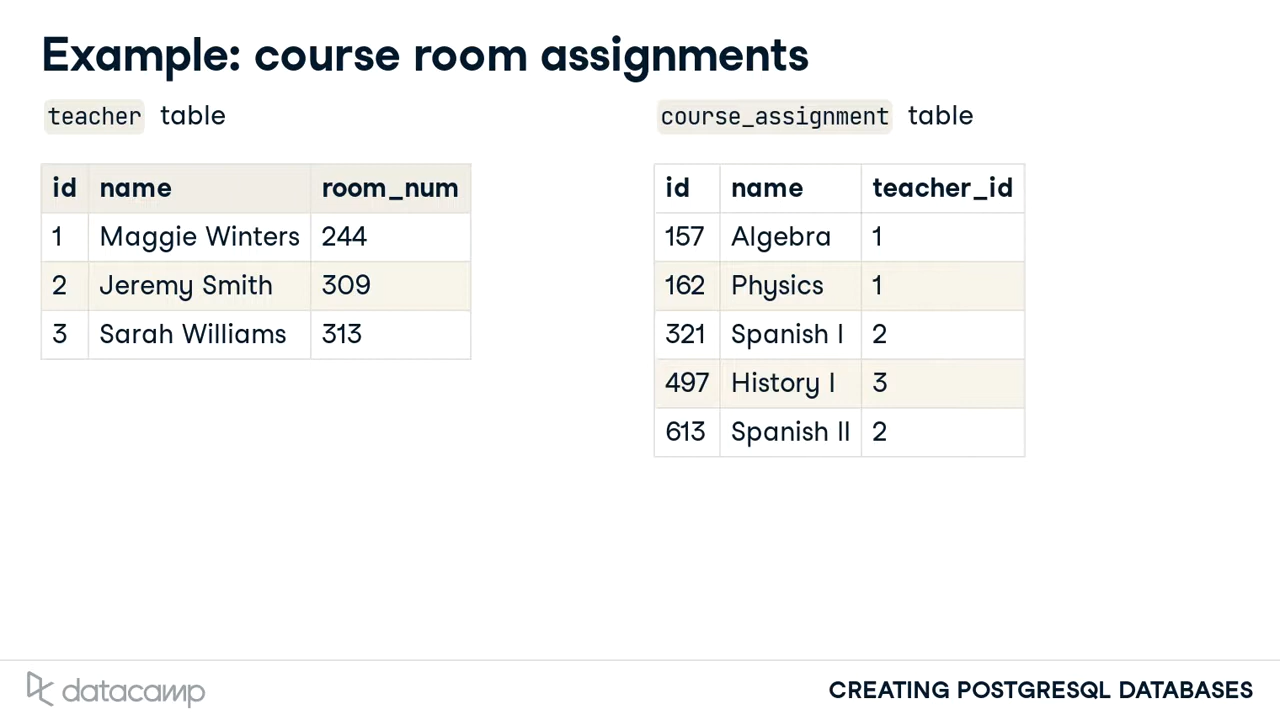 Example: course room assignments
teacher table
id name room_num
1 Maggie Winters 244
2 Jeremy Smith 309
3 Sarah Williams 313
course_assignment table
id name teacher_id
157 Algebra 1
162 Physics 1
321 Spanish I 2
497 History I 3
613 Spanish II 2
datacamp
CREATING POSTGRESQL DATABASES